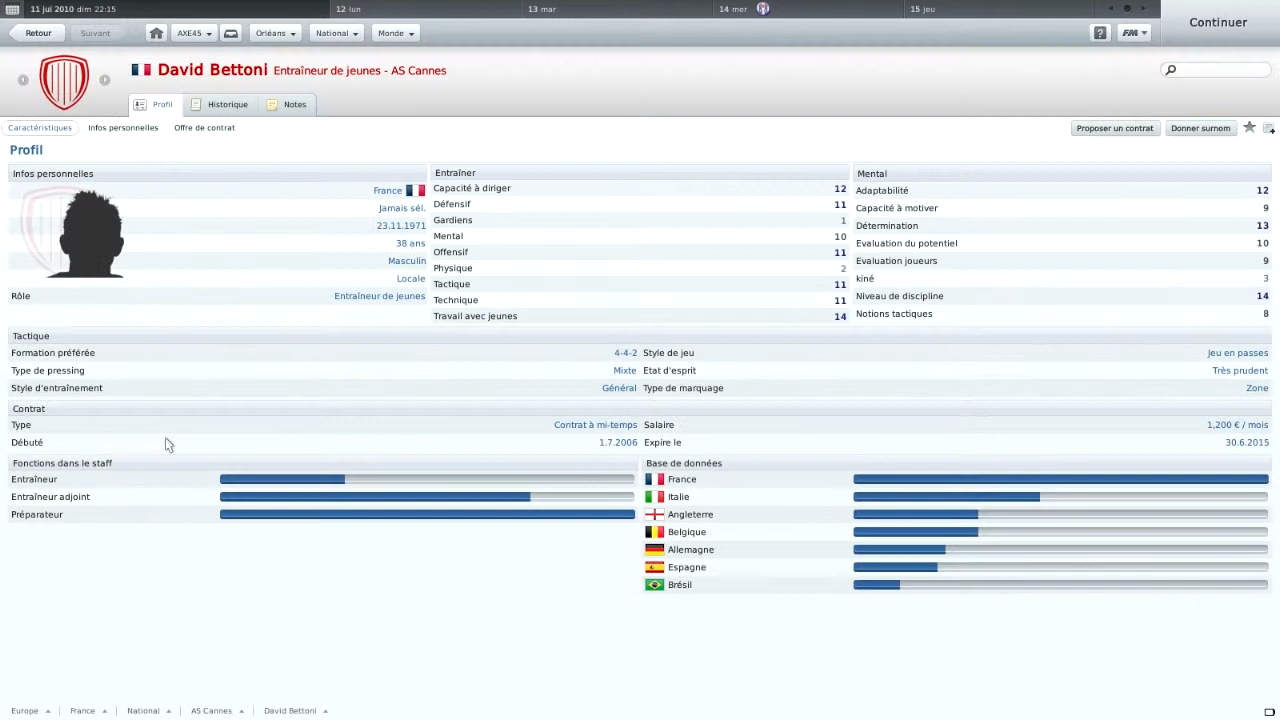 11 jul 2010 dim 22:15 12 lun 13 mar 14 mer 15 jeu
Continuer
Retour Suivant AXE45 Orléans National Monde ? FM
David Bettoni Entraîneur de jeunes - AS Cannes
Profil Historique Notes
Caractéristiques Infos personnelles Offre de contrat Proposer un contrat Donner surnom
Profil
Infos personnelles
France
Jamais sél.
23.11.1971
38 ans
Masculin
Locale
Rôle Entraîneur de jeunes
Entraîner
Capacité à diriger 12
Défensif 11
Gardiens 1
Mental 10
Offensif 11
Physique 2
Tactique 11
Technique 11
Travail avec jeunes 14
Mental
Adaptabilité 12
Capacité à motiver 9
Détermination 13
Evaluation du potentiel 10
Evaluation joueurs 9
kiné 3
Niveau de discipline 14
Notions tactiques 8
Tactique
Formation préférée 4-4-2 Style de jeu Jeu en passes
Type de pressing Mixte Etat d'esprit Très prudent
Style d'entraînement Général Type de marquage Zone
Contrat
Type Contrat à mi-temps Salaire 1,200 € / mois
Débuté 1.7.2006 Expire le 30.6.2015
Fonctions dans le staff
Entraîneur
Entraîneur adjoint
Préparateur
Base de données
France
Italie
Angleterre
Belgique
Allemagne
Espagne
Brésil
Europe France National AS Cannes David Bettoni